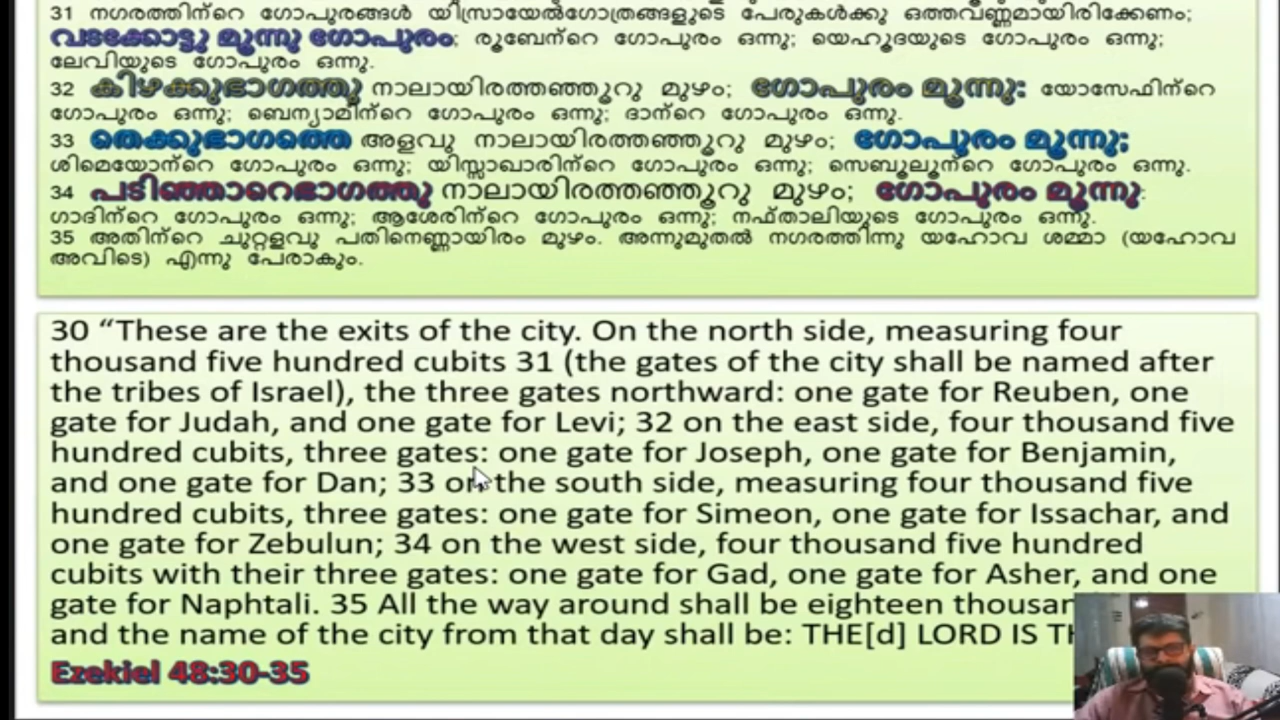 31 നഗരത്തിന്റെ ഗോപുരങ്ങൾ യിസ്രായേൽഗോത്രങ്ങളുടെ പേരുകൾക്കു ഒത്തവണ്ണമായിരിക്കേണം;
വടക്കോട്ടു മൂന്നു ഗോപുരം; രൂബേന്റെ ഗോപുരം ഒന്നു; യെഹൂദയുടെ ഗോപുരം ഒന്നു;
ലേവിയുടെ ഗോപുരം ഒന്നു.
32 കിഴക്കുഭാഗത്തു നാലായിരത്തഞ്ഞൂറു മുഴം; ഗോപുരം മൂന്നു: യോസേഫിന്റെ
ഗോപുരം ഒന്നു; ബെന്യാമീന്റെ ഗോപുരം ഒന്നു; ദാന്റെ ഗോപുരം ഒന്നു.
33 തെക്കുഭാഗത്തെ അളവു നാലായിരത്തഞ്ഞൂറു മുഴം; ഗോപുരം മൂന്നു;
ശിമെയോന്റെ ഗോപുരം ഒന്നു; യിസ്സാഖാരിന്റെ ഗോപുരം ഒന്നു; സെബൂലൂന്റെ ഗോപുരം ഒന്നു.
34 പടിഞ്ഞാറെഭാഗത്തു നാലായിരത്തഞ്ഞൂറു മുഴം; ഗോപുരം മൂന്നു:
ഗാദിന്റെ ഗോപുരം ഒന്നു; ആശേരിന്റെ ഗോപുരം ഒന്നു; നഫ്താലിയുടെ ഗോപുരം ഒന്നു.
35 അതിന്റെ ചുറ്റളവു പതിനെണ്ണായിരം മുഴം. അന്നുമുതൽ നഗരത്തിന്നു യഹോവ ശമ്മാ (യഹോവ
അവിടെ) എന്നു പേരാകും.
30 “These are the exits of the city. On the north side, measuring four
thousand five hundred cubits 31 (the gates of the city shall be named after
the tribes of Israel), the three gates northward: one gate for Reuben, one
gate for Judah, and one gate for Levi; 32 on the east side, four thousand five
hundred cubits, three gates: one gate for Joseph, one gate for Benjamin,
and one gate for Dan; 33 on the south side, measuring four thousand five
hundred cubits, three gates: one gate for Simeon, one gate for Issachar, and
one gate for Zebulun; 34 on the west side, four thousand five hundred
cubits with their three gates: one gate for Gad, one gate for Asher, and one
gate for Naphtali. 35 All the way around shall be eighteen
and the name of the city from that day shall be: THE[d] LORD IS
Ezekiel 48:30-35